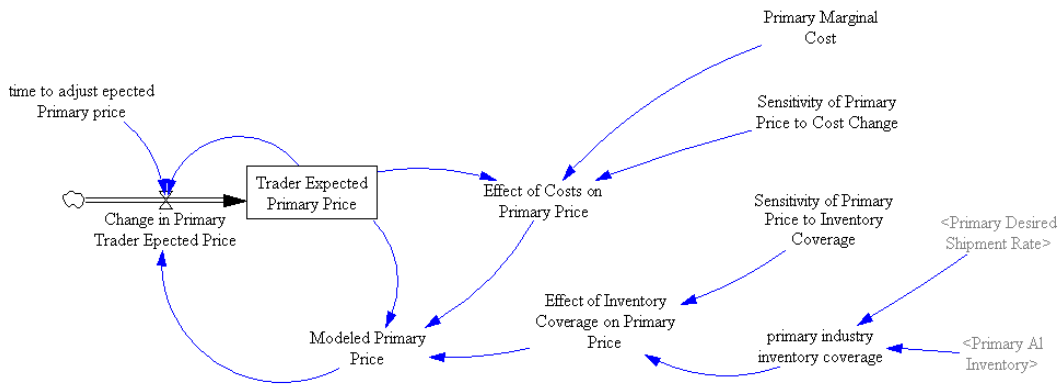 Primary Marginal
Cost
time to adjust epected
Primary price
Sensitivity of Primary
Price to Cost Change
Trader Expected
Primary Price
Effect of Costs on
Primary Price
Change in Primary
Trader Epected Price
Sensitivity of Primary
Price to Inventory
Coverage
<Primary Desired
Shipment Rate>
Effect of Inventory
Coverage on Primary
Price
Modeled Primary
Price
primary industry
inventory coverage
<Primary Al
Inventory>